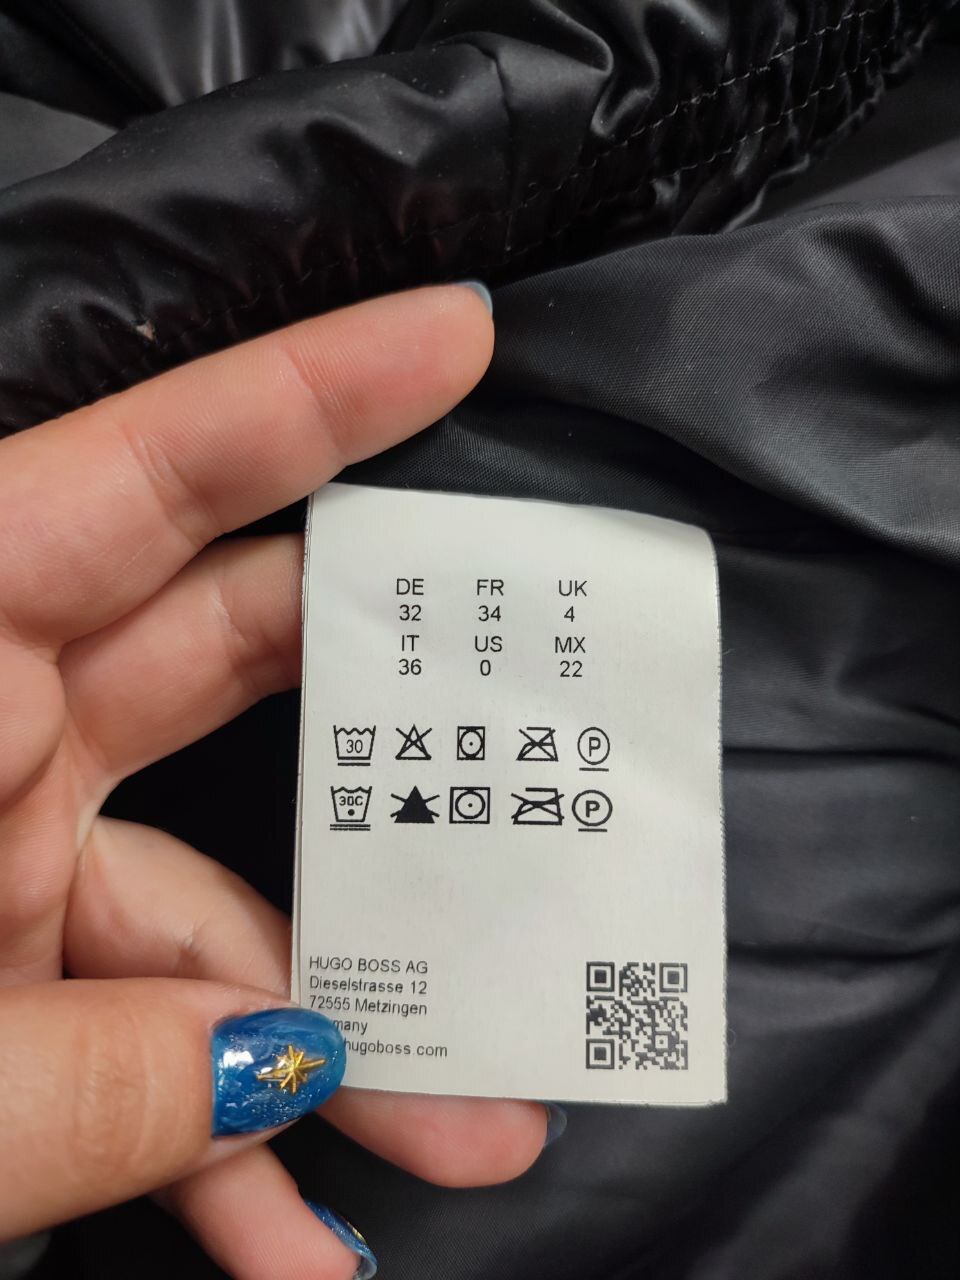 DE FR UK
32 34 4
IT US MX
36 0 22
30 P
30C P
HUGO BOSS AG
Dieselstrasse 12
72555 Metzingen
many
hugoboss.com